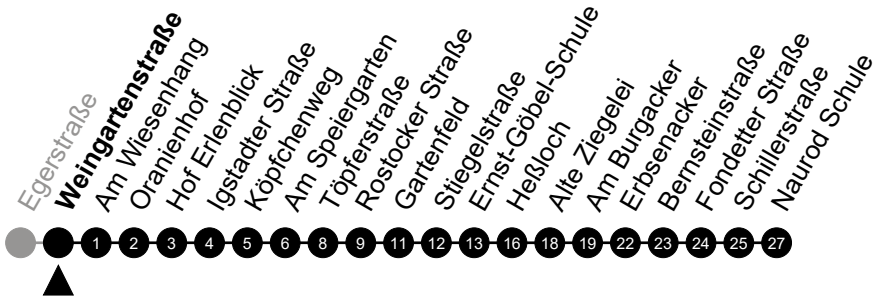 Egerstraße
Weingartenstraße
Am Wiesenhang
Oranienhof
Hof Erlenblick
Igstadter Straße
Köpfchenweg
Am Speiergarten
Töpferstraße
Rostocker Straße
Gartenfeld
Stiegelstraße
Ernst-Göbel-Schule
Heßloch
Alte Ziegelei
Am Burgacker
Erbsenacker
Bernsteinstraße
Fondetter Straße
Schillerstraße
Naurod Schule
1 2 3 4 5 6 8 9 11 12 13 16 18 19 22 23 24 25 27